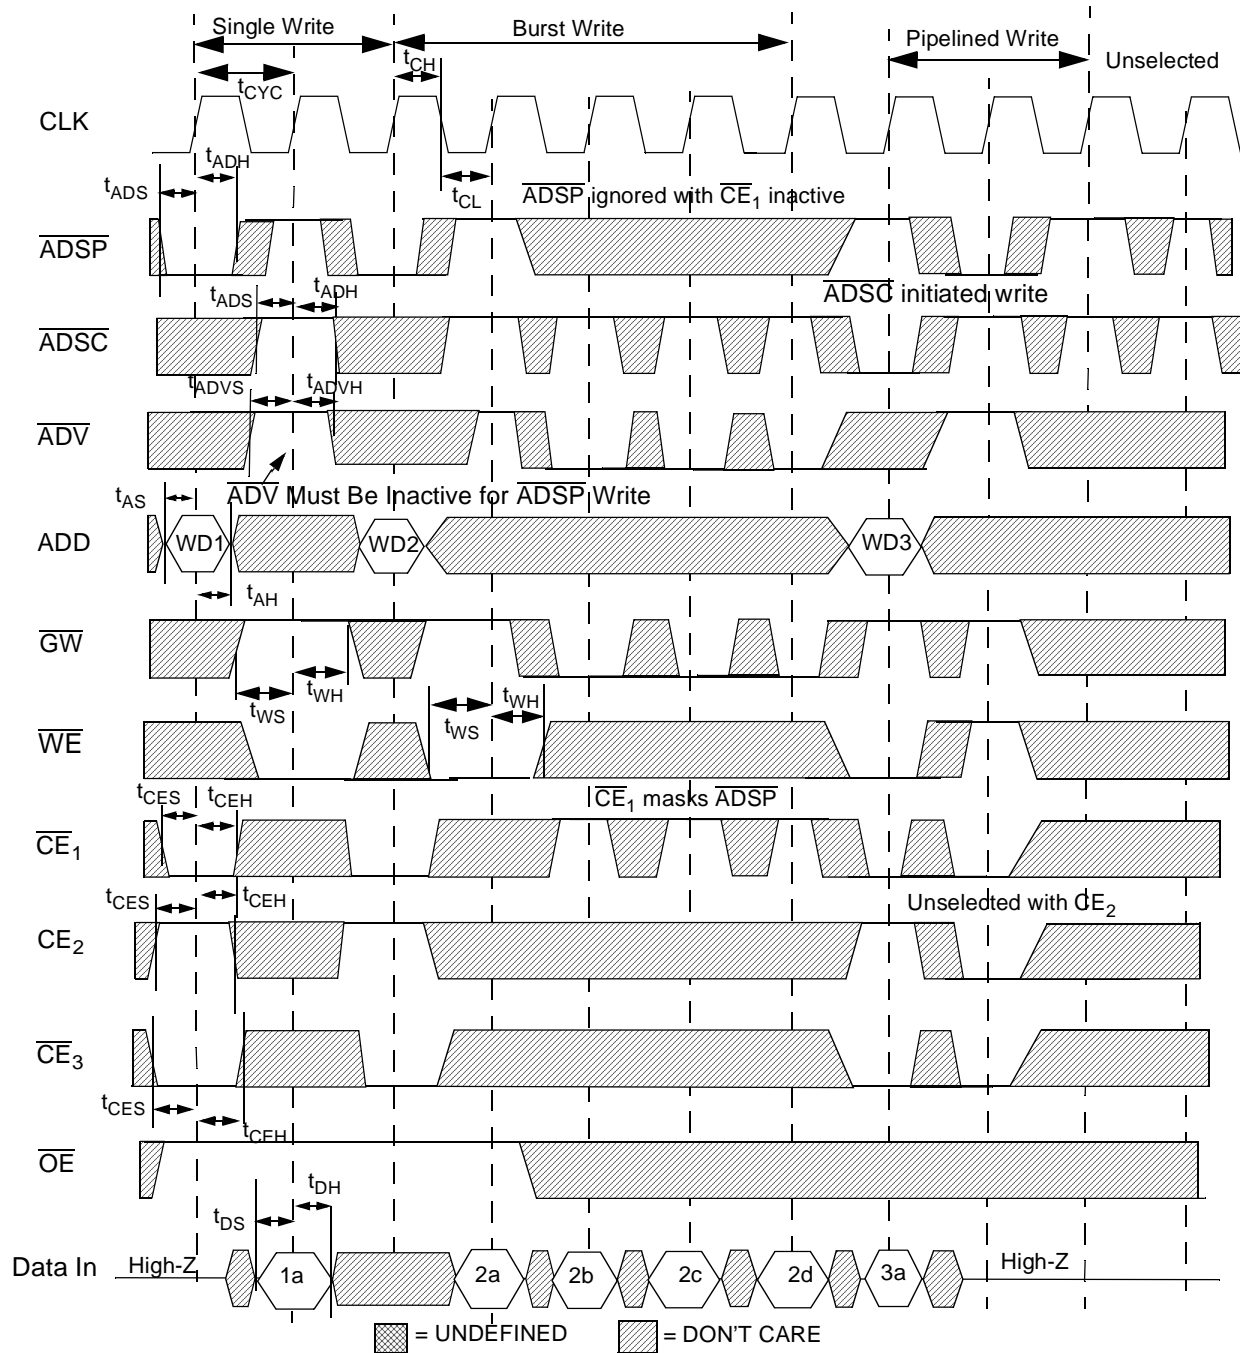 Single Write
Burst Write
Pipelined Write
Unselected
tCYC
tCH
CLK
tADH
tADS
tCL
ADSP ignored with CE1 inactive
ADSP
tADS
tADH
ADSC initiated write
ADSC
tADVS
tADVH
ADV
ADV Must Be Inactive for ADSP Write
tAS
ADD
WD1
WD2
WD3
tAH
GW
tWS
tWH
tWS
tWH
WE
CE1 masks ADSP
tCES
tCEH
CE1
tCES
tCEH
Unselected with CE2
CE2
CE3
tCES
tCEH
OE
tDS
tDH
Data In
High-Z
1a
2a
2b
2c
2d
3a
High-Z
= UNDEFINED
= DON'T CARE